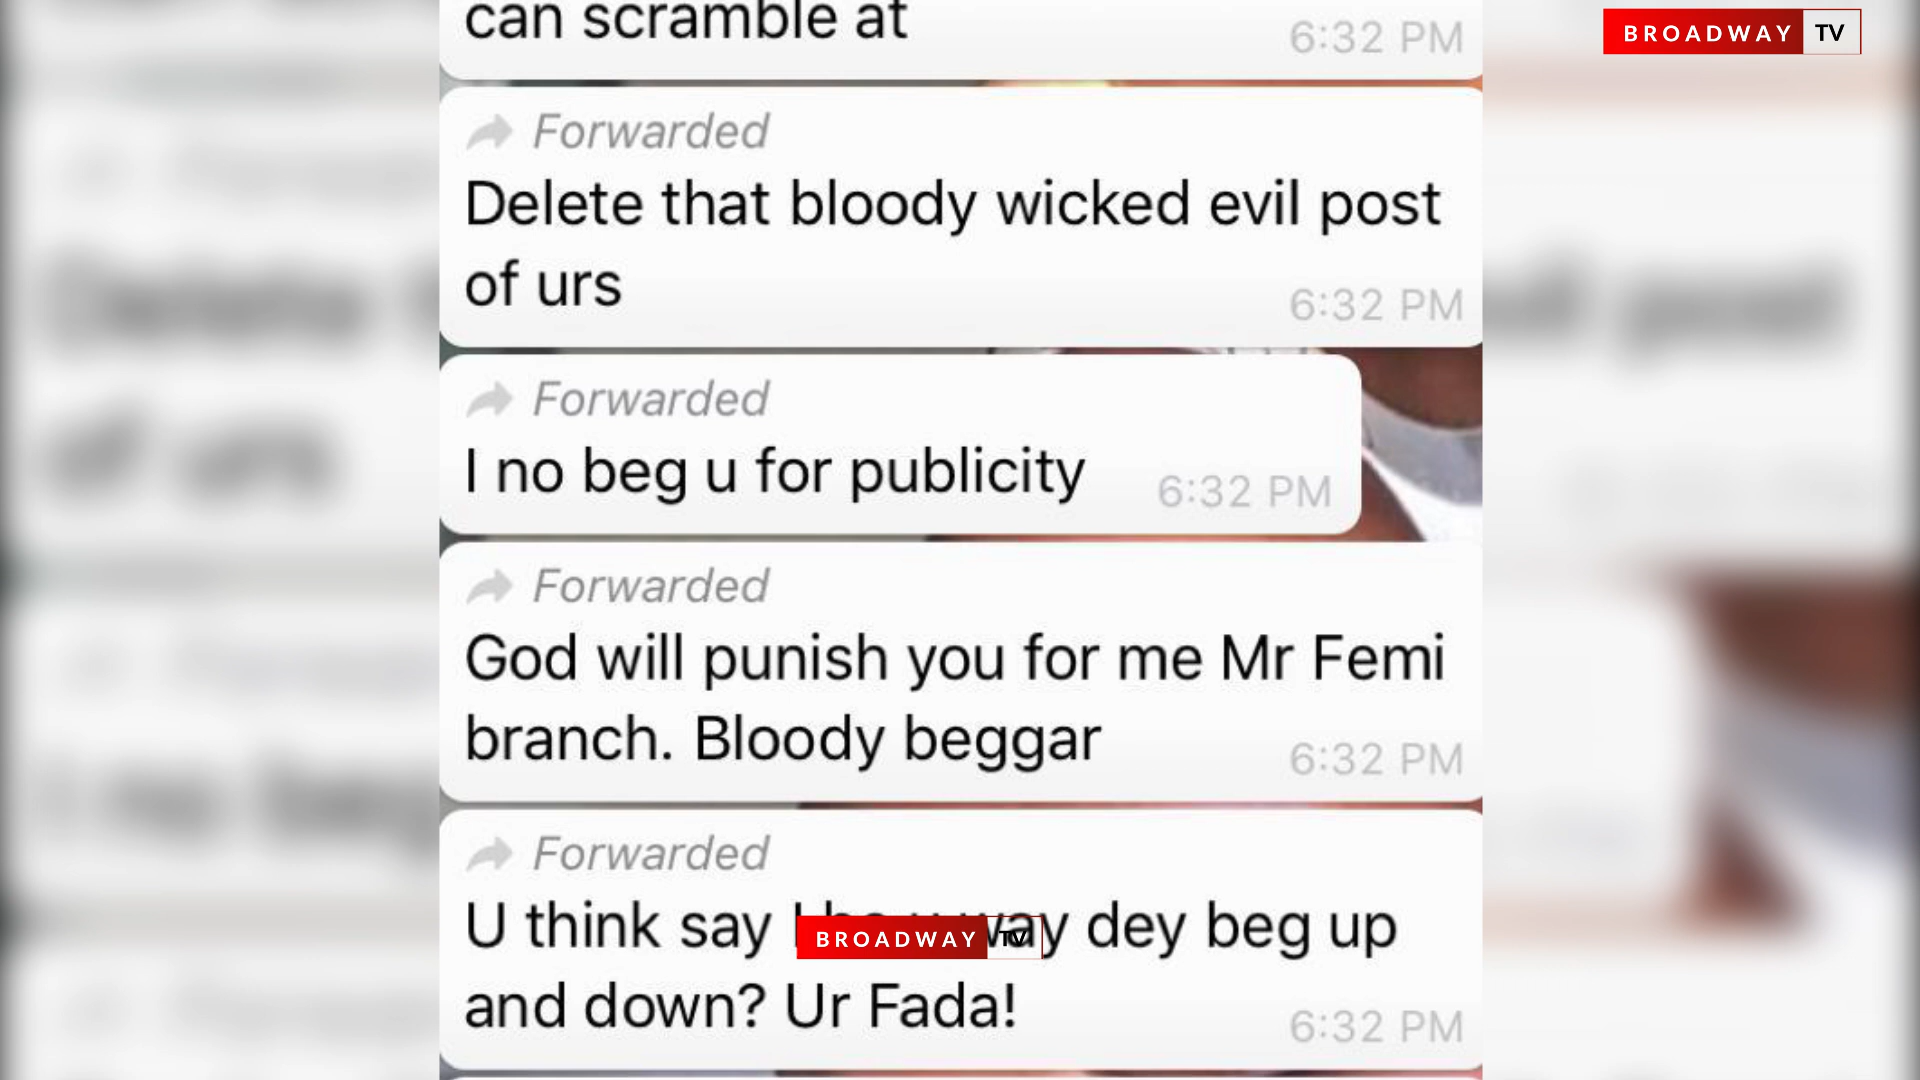 can scramble at
6:32 PM
BROADWAY TV
Forwarded
Delete that bloody wicked evil post
of urs
6:32 PM
Forwarded
I no beg u for publicity
6:32 PM
Forwarded
God will punish you for me Mr Femi
branch. Bloody beggar
6:32 PM
Forwarded
U think say I be u way dey beg up
BROADWAY TV
and down? Ur Fada!
6:32 PM